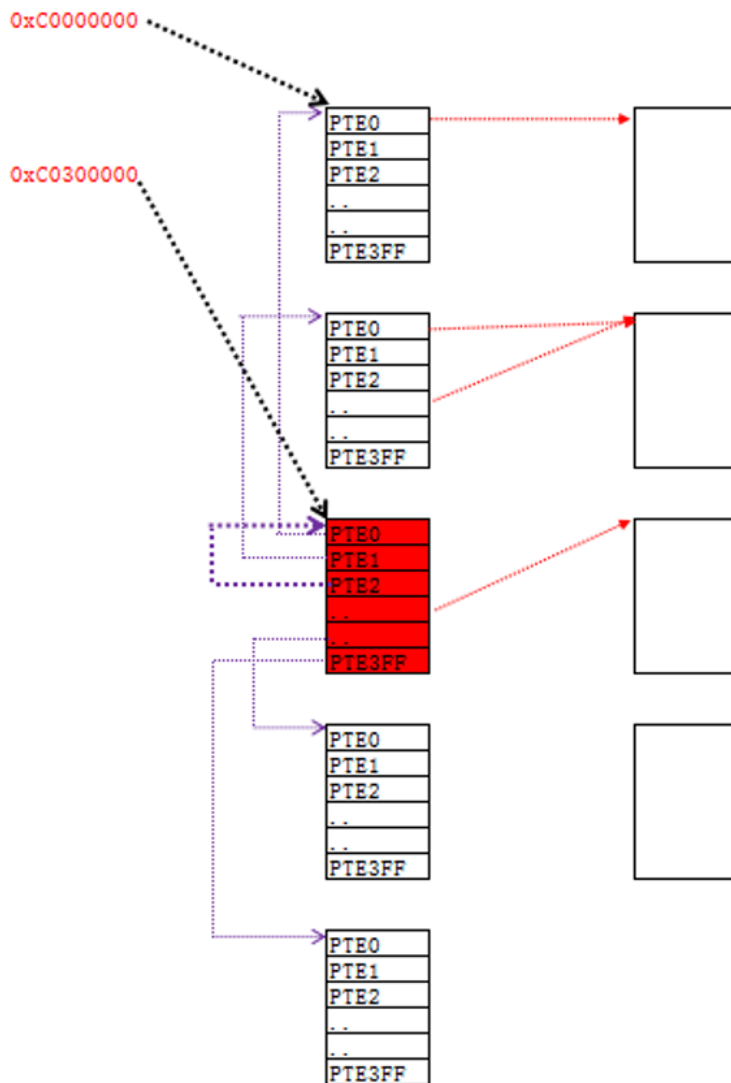 0xC0000000
PTE0
PTE1
PTE2
..
..
PTE3FF
0xC0300000
PTE0
PTE1
PTE2
..
..
PTE3FF
PTE0
PTE1
PTE2
..
..
PTE3FF
PTE0
PTE1
PTE2
..
..
PTE3FF
PTE0
PTE1
PTE2
..
..
PTE3FF